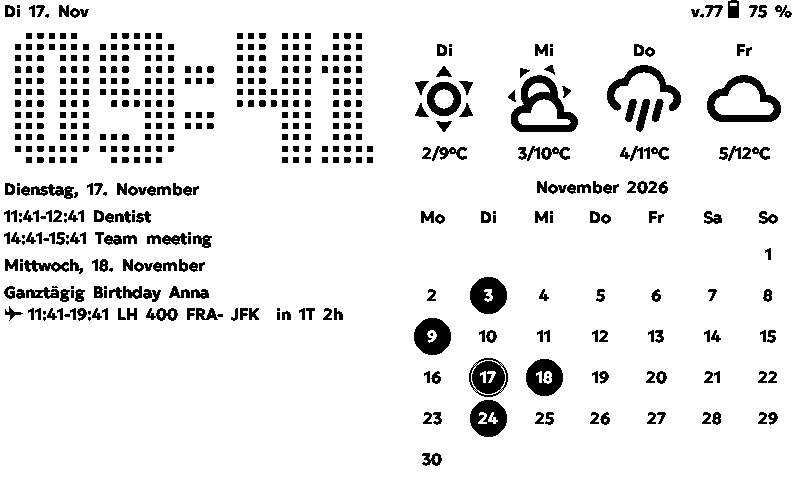 Di 17. Nov
v.77 75 %
09:41
Di Mi Do Fr
2/9°C 3/10°C 4/11°C 5/12°C
Dienstag, 17. November
11:41-12:41 Dentist
14:41-15:41 Team meeting
Mittwoch, 18. November
Ganztägig Birthday Anna
11:41-19:41 LH 400 FRA- JFK in 1T 2h
November 2026
Mo Di Mi Do Fr Sa So
1
2 3 4 5 6 7 8
9 10 11 12 13 14 15
16 17 18 19 20 21 22
23 24 25 26 27 28 29
30